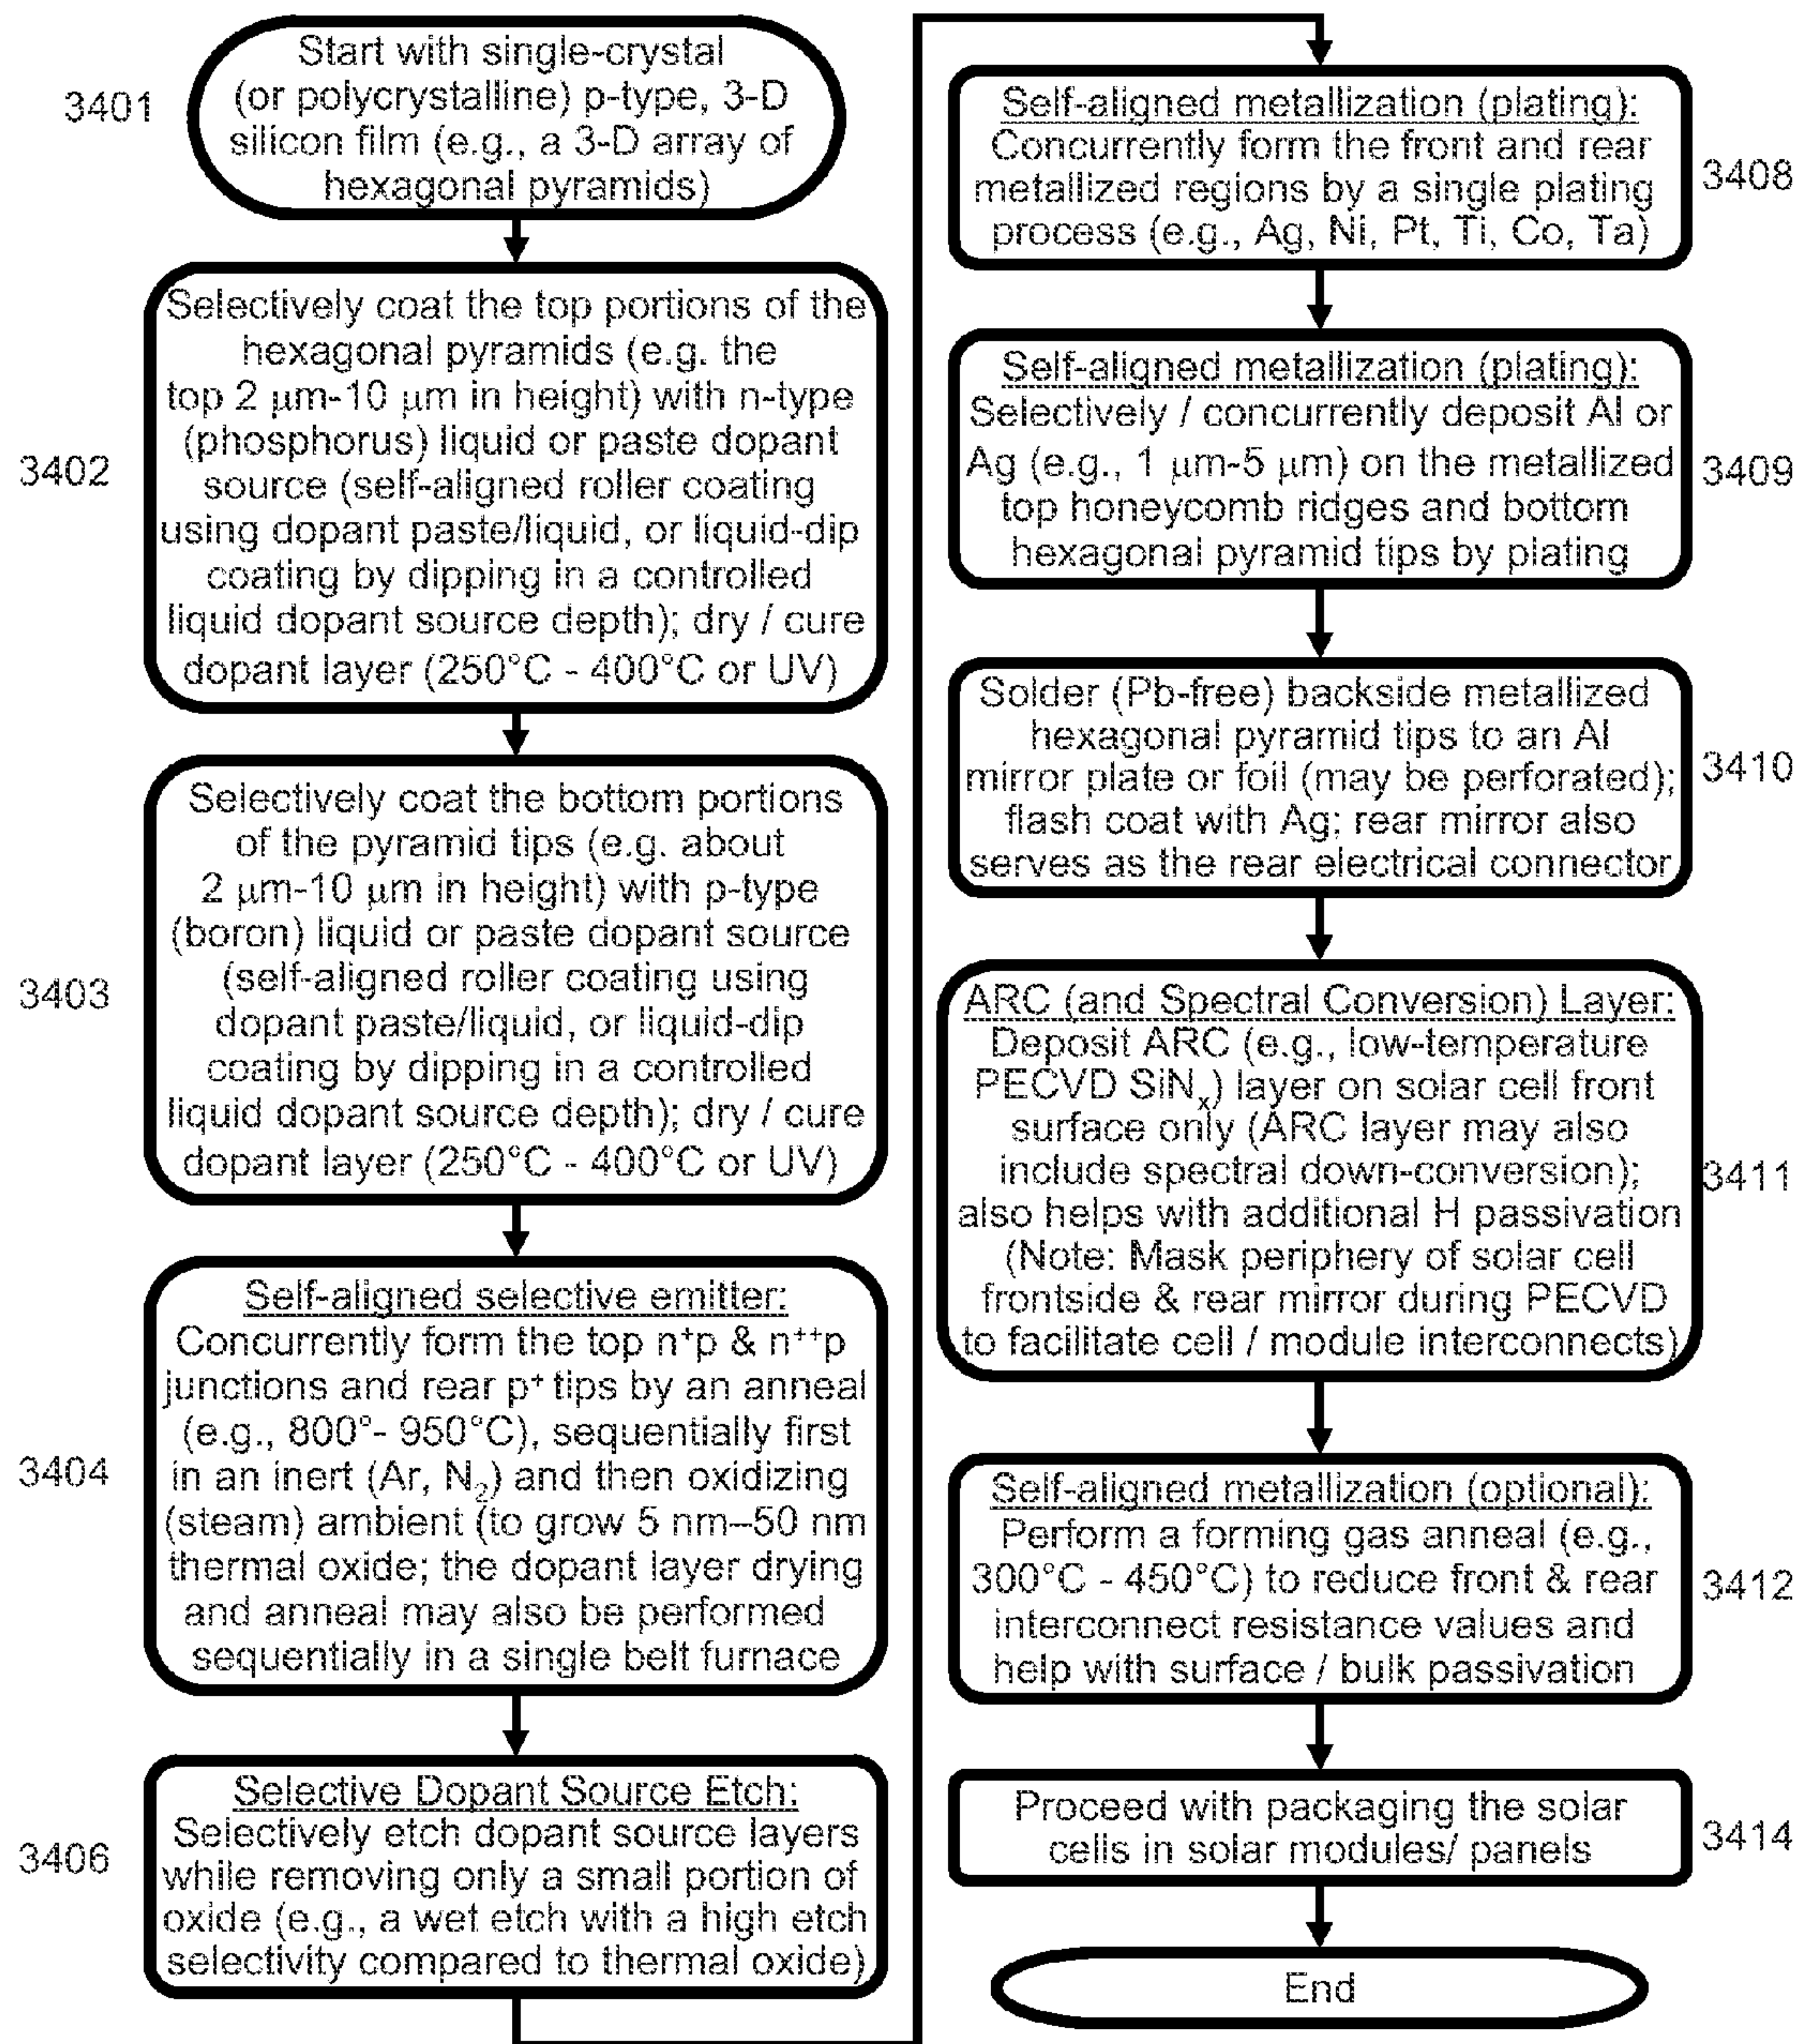 3401
Start with single-crystal
(or polycrystalline) p-type, 3-D
silicon film (e.g., a 3-D array of
hexagonal pyramids)
3402
Selectively coat the top portions of the
hexagonal pyramids (e.g. the
top 2 μm-10 μm in height) with n-type
(phosphorus) liquid or paste dopant
source (self-aligned roller coating
using dopant paste/liquid, or liquid-dip
coating by dipping in a controlled
liquid dopant source depth); dry / cure
dopant layer (250°C - 400°C or UV)
3403
Selectively coat the bottom portions
of the pyramid tips (e.g. about
2 μm-10 μm in height) with p-type
(boron) liquid or paste dopant source
(self-aligned roller coating using
dopant paste/liquid, or liquid-dip
coating by dipping in a controlled
liquid dopant source depth); dry / cure
dopant layer (250°C - 400°C or UV)
3404
Self-aligned selective emitter:
Concurrently form the top n⁺p & n⁺⁺p
junctions and rear p⁺ tips by an anneal
(e.g., 800°- 950°C), sequentially first
in an inert (Ar, N₂) and then oxidizing
(steam) ambient (to grow 5 nm–50 nm
thermal oxide; the dopant layer drying
and anneal may also be performed
sequentially in a single belt furnace
3406
Selective Dopant Source Etch:
Selectively etch dopant source layers
while removing only a small portion of
oxide (e.g., a wet etch with a high etch
selectivity compared to thermal oxide)
Self-aligned metallization (plating):
Concurrently form the front and rear
metallized regions by a single plating
process (e.g., Ag, Ni, Pt, Ti, Co, Ta)
3408
Self-aligned metallization (plating):
Selectively / concurrently deposit Al or
Ag (e.g., 1 μm-5 μm) on the metallized
top honeycomb ridges and bottom
hexagonal pyramid tips by plating
3409
Solder (Pb-free) backside metallized
hexagonal pyramid tips to an Al
mirror plate or foil (may be perforated);
flash coat with Ag; rear mirror also
serves as the rear electrical connector
3410
ARC (and Spectral Conversion) Layer:
Deposit ARC (e.g., low-temperature
PECVD SiNₓ) layer on solar cell front
surface only (ARC layer may also
include spectral down-conversion);
also helps with additional H passivation
(Note: Mask periphery of solar cell
frontside & rear mirror during PECVD
to facilitate cell / module interconnects)
3411
Self-aligned metallization (optional):
Perform a forming gas anneal (e.g.,
300°C - 450°C) to reduce front & rear
interconnect resistance values and
help with surface / bulk passivation
3412
Proceed with packaging the solar
cells in solar modules/ panels
3414
End